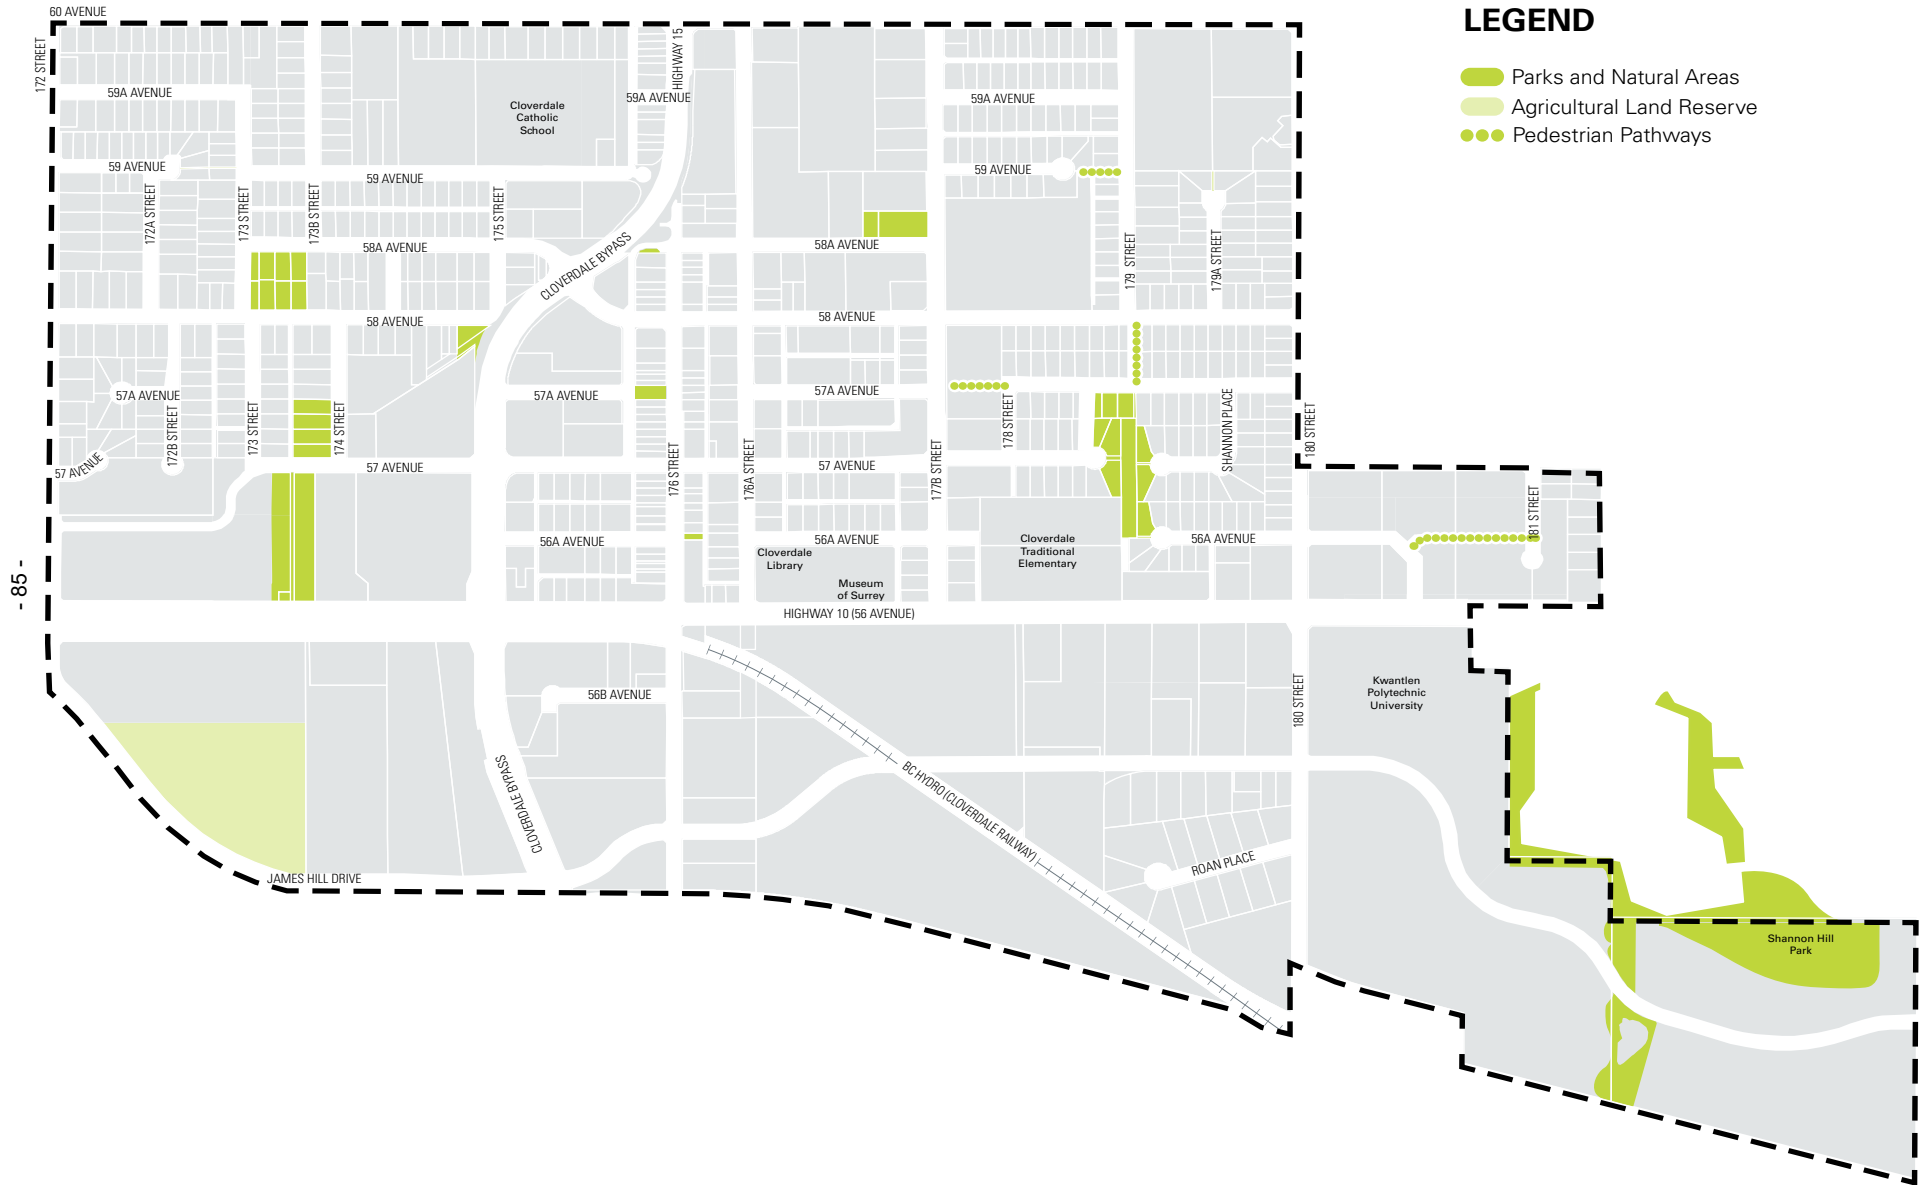 60 AVENUE
LEGEND
Parks and Natural Areas
Agricultural Land Reserve
Pedestrian Pathways
172 STREET
HIGHWAY 15
59A AVENUE
59A AVENUE
59A AVENUE
Cloverdale
Catholic
School
59 AVENUE
59 AVENUE
59 AVENUE
172A STREET
173 STREET
173B STREET
175 STREET
58A AVENUE
58A AVENUE
CLOVERDALE BYPASS
179 STREET
179A STREET
58 AVENUE
58 AVENUE
57A AVENUE
57A AVENUE
57A AVENUE
172B STREET
173 STREET
174 STREET
178 STREET
SHANNON PLACE
180 STREET
57 AVENUE
57 AVENUE
57 AVENUE
176 STREET
176A STREET
177B STREET
181 STREET
56A AVENUE
56A AVENUE
56A AVENUE
Cloverdale
Library
Cloverdale
Traditional
Elementary
Museum
of Surrey
- 85 -
HIGHWAY 10 (56 AVENUE)
56B AVENUE
180 STREET
Kwantlen
Polytechnic
University
CLOVERDALE BYPASS
BC HYDRO (CLOVERDALE RAILWAY)
ROAN PLACE
JAMES HILL DRIVE
Shannon Hill
Park